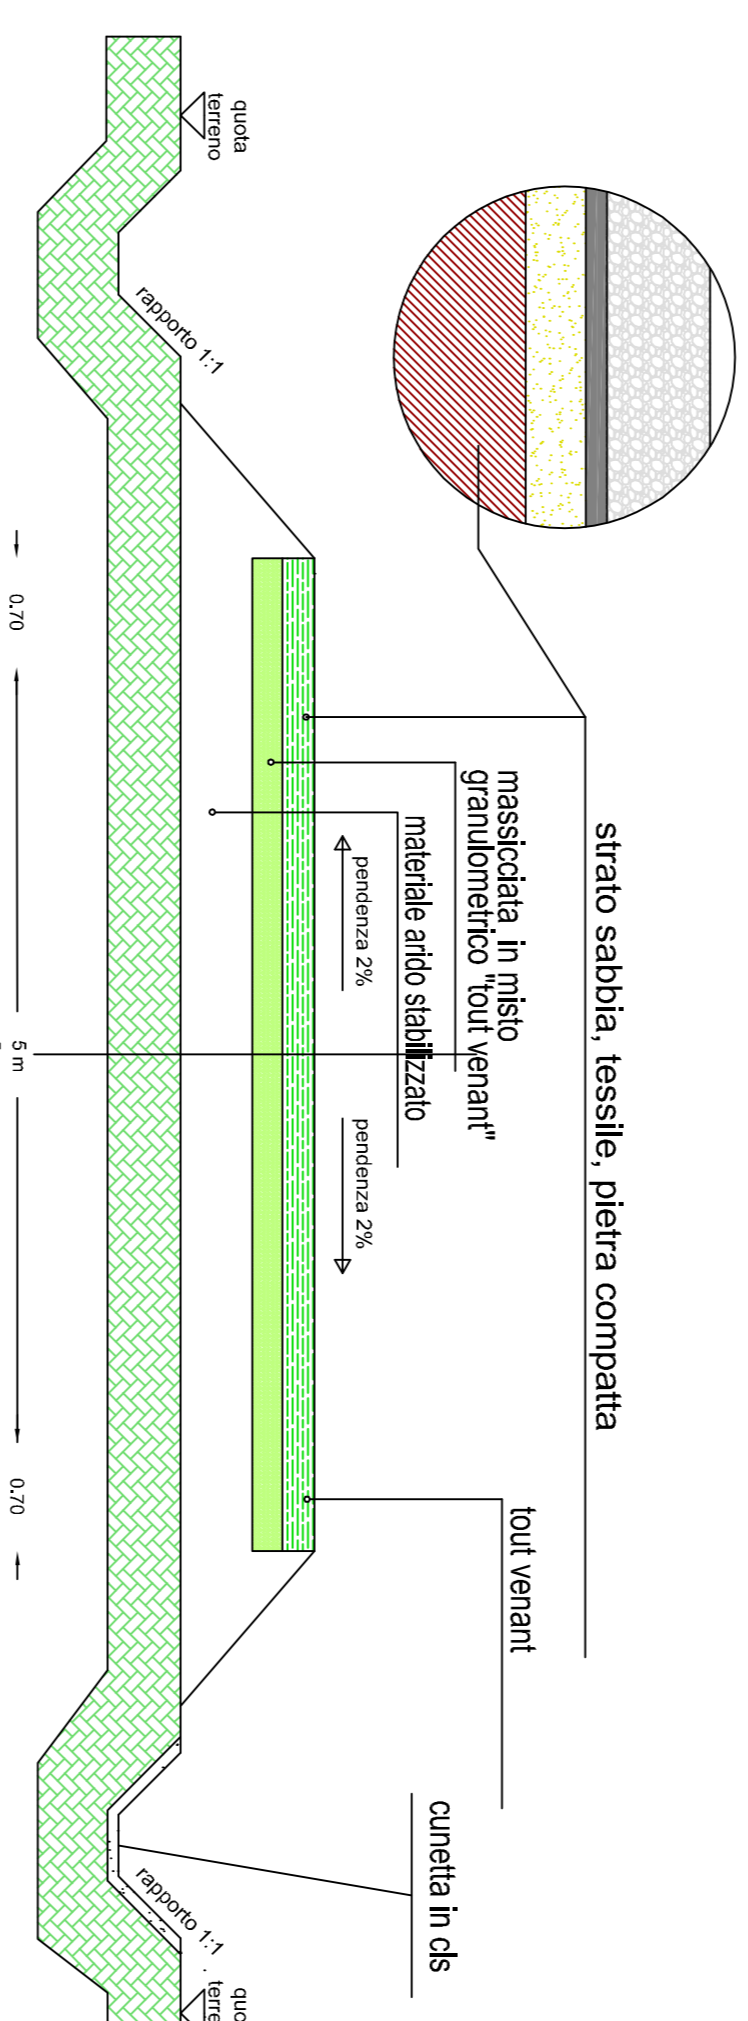 strato sabbia, tessile, pietra compatta
massicciata in misto
granulometrico "tout venant"
materiale arido stabilizzato
tout venant
cunetta in cls
pendenza 2%
pendenza 2%
quota
terreno
rapporto 1:1
rapporto 1:1
0.70
5 m
0.70